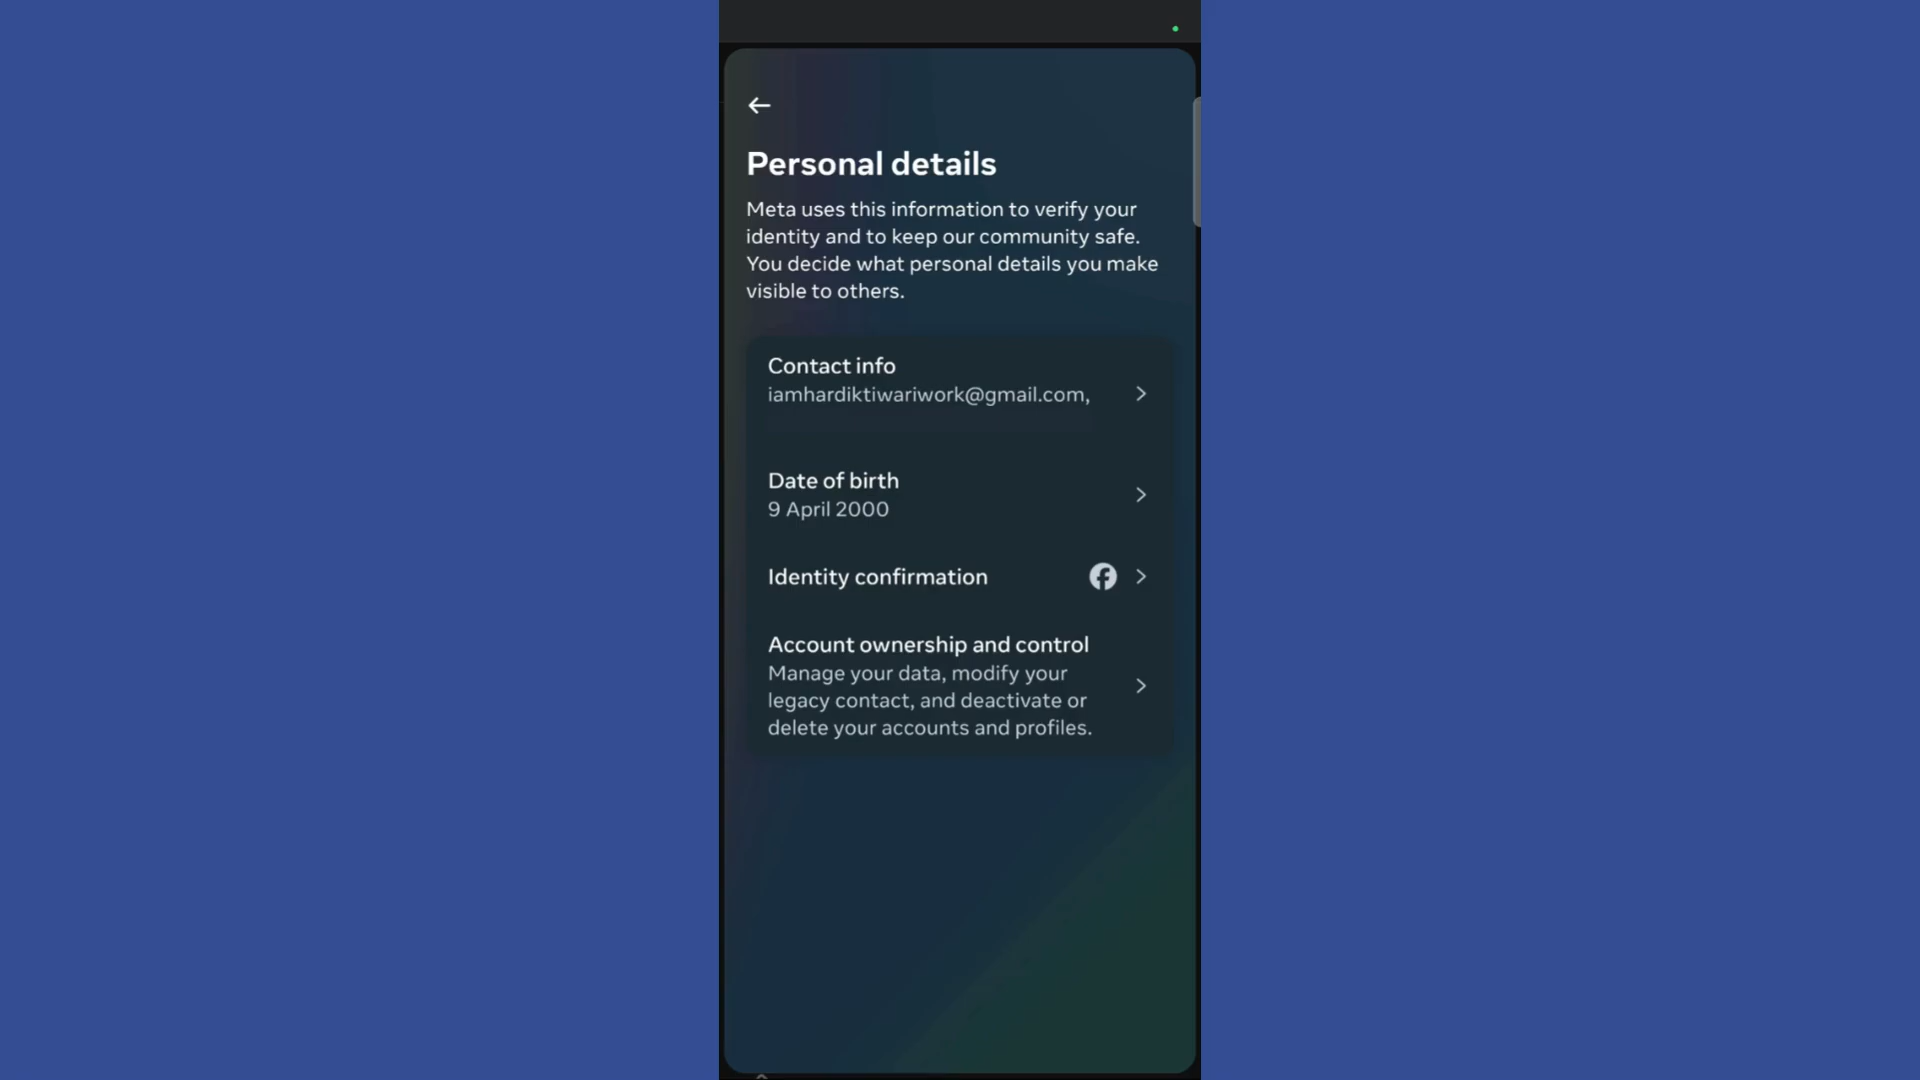 Personal details
Meta uses this information to verify your
identity and to keep our community safe.
You decide what personal details you make
visible to others.
Contact info
iamhardiktiwariwork@gmail.com,
Date of birth
9 April 2000
Identity confirmation
Account ownership and control
Manage your data, modify your
legacy contact, and deactivate or
delete your accounts and profiles.